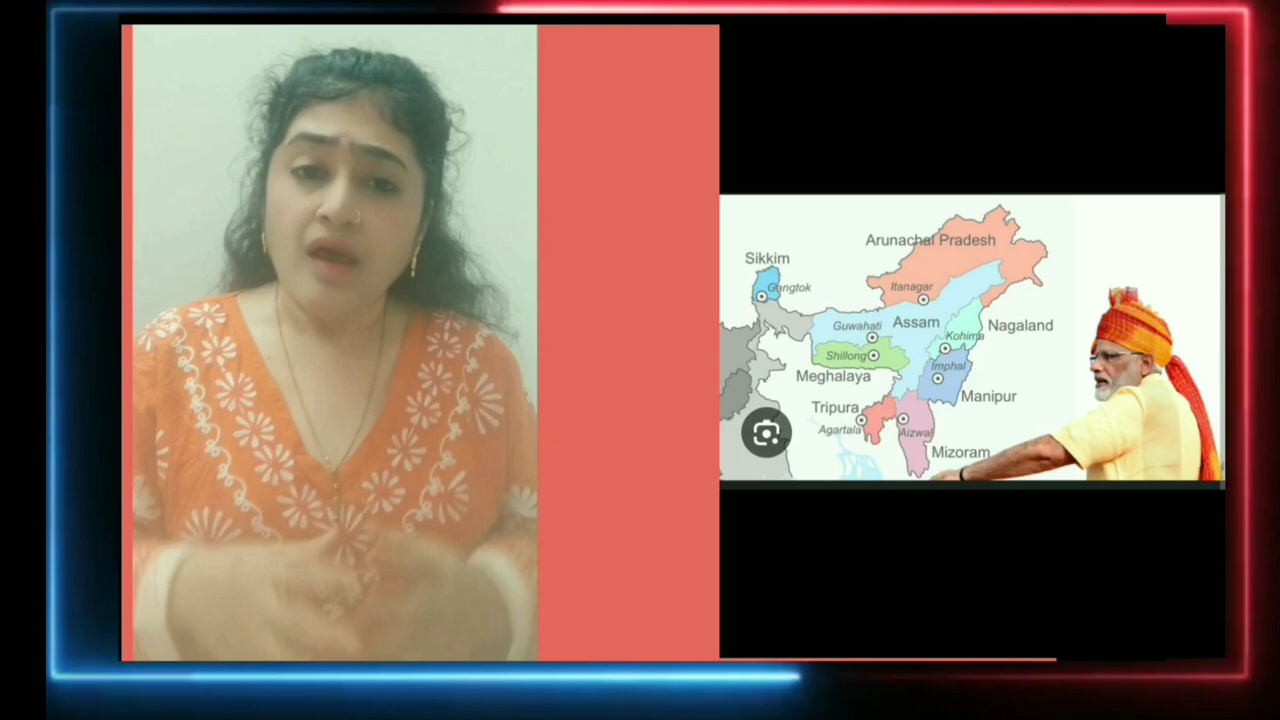 Arunachal Pradesh
Sikkim
Gangtok
Itanagar
Guwahati
Assam
Nagaland
Kohima
Shillong
Imphal
Meghalaya
Manipur
Tripura
Agartala
Aizwal
Mizoram